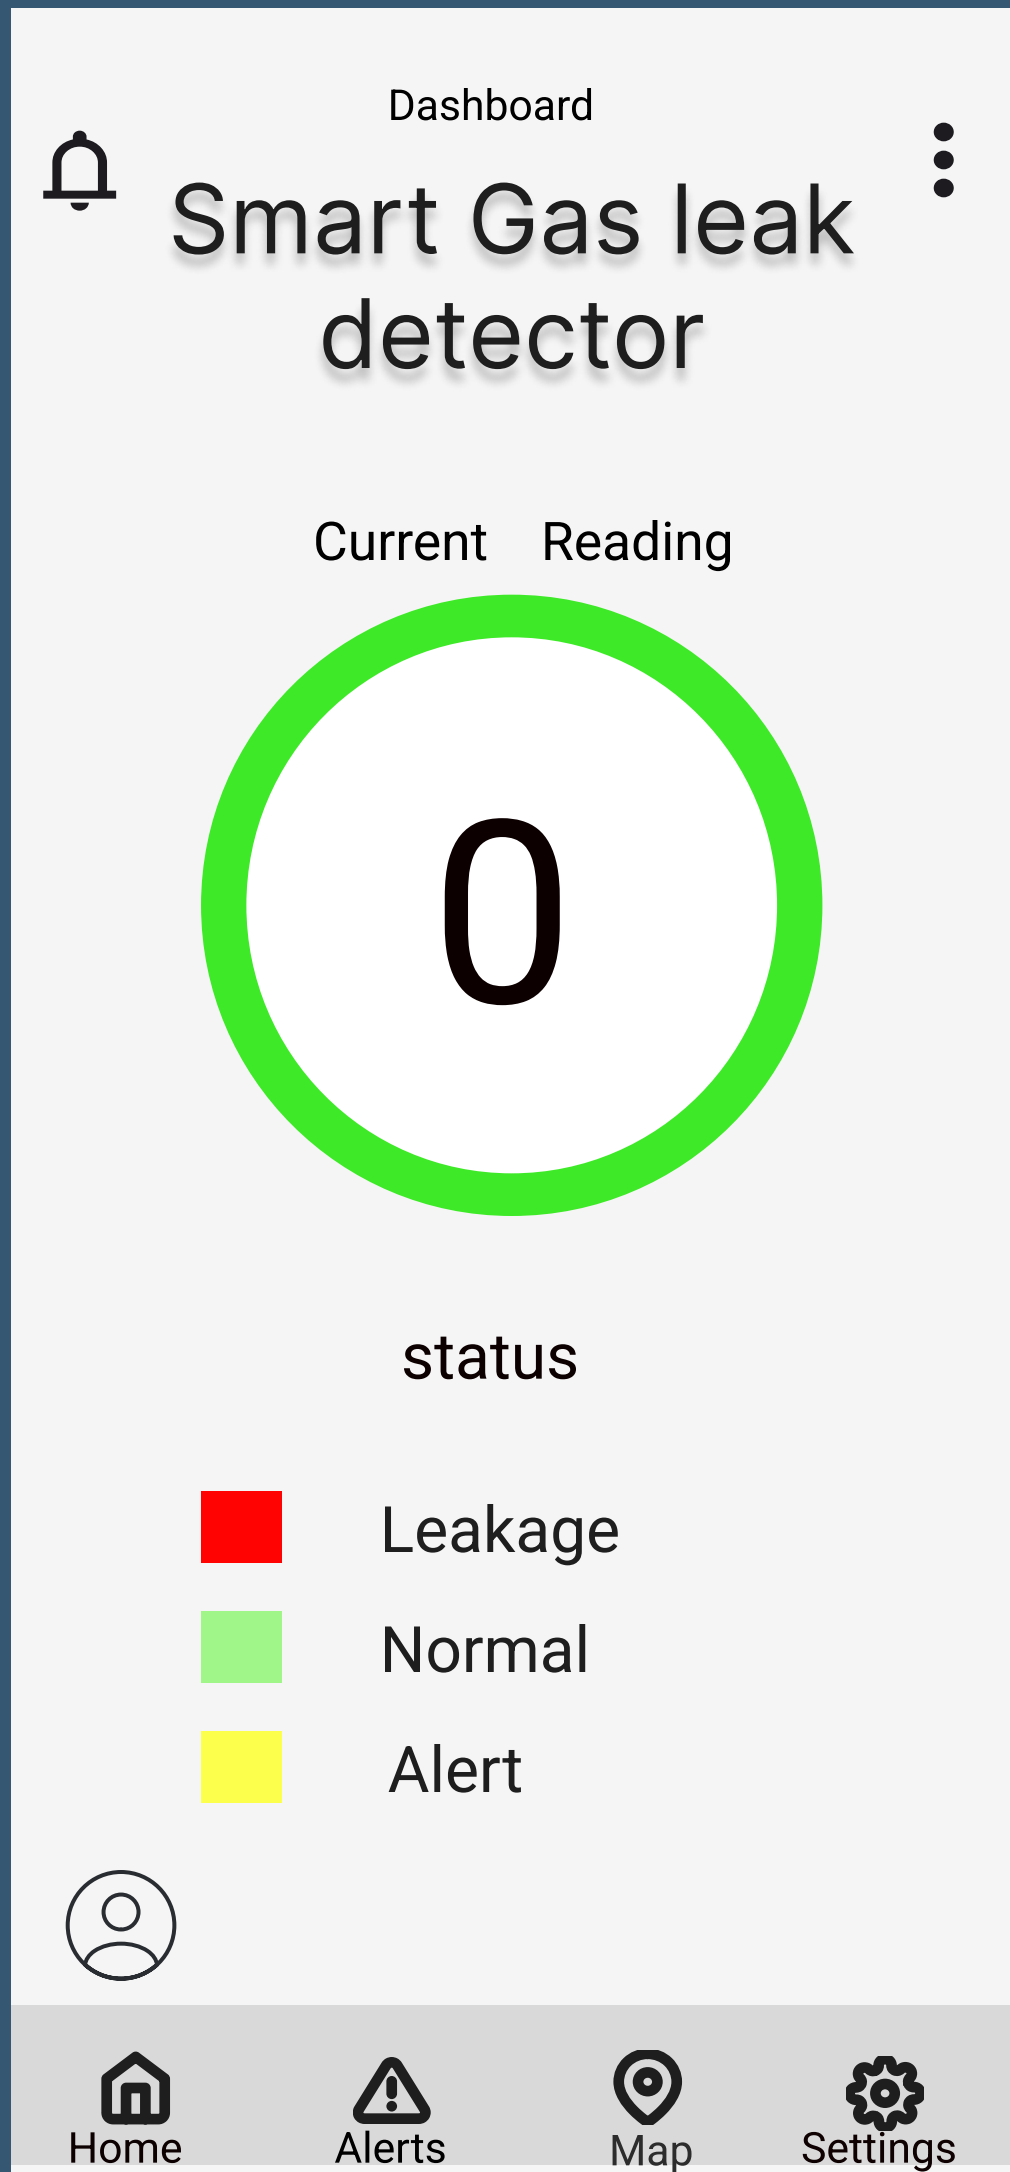 Dashboard
Smart Gas leak
detector
Current Reading
0
status
Leakage
Normal
Alert
Home Alerts Map Settings